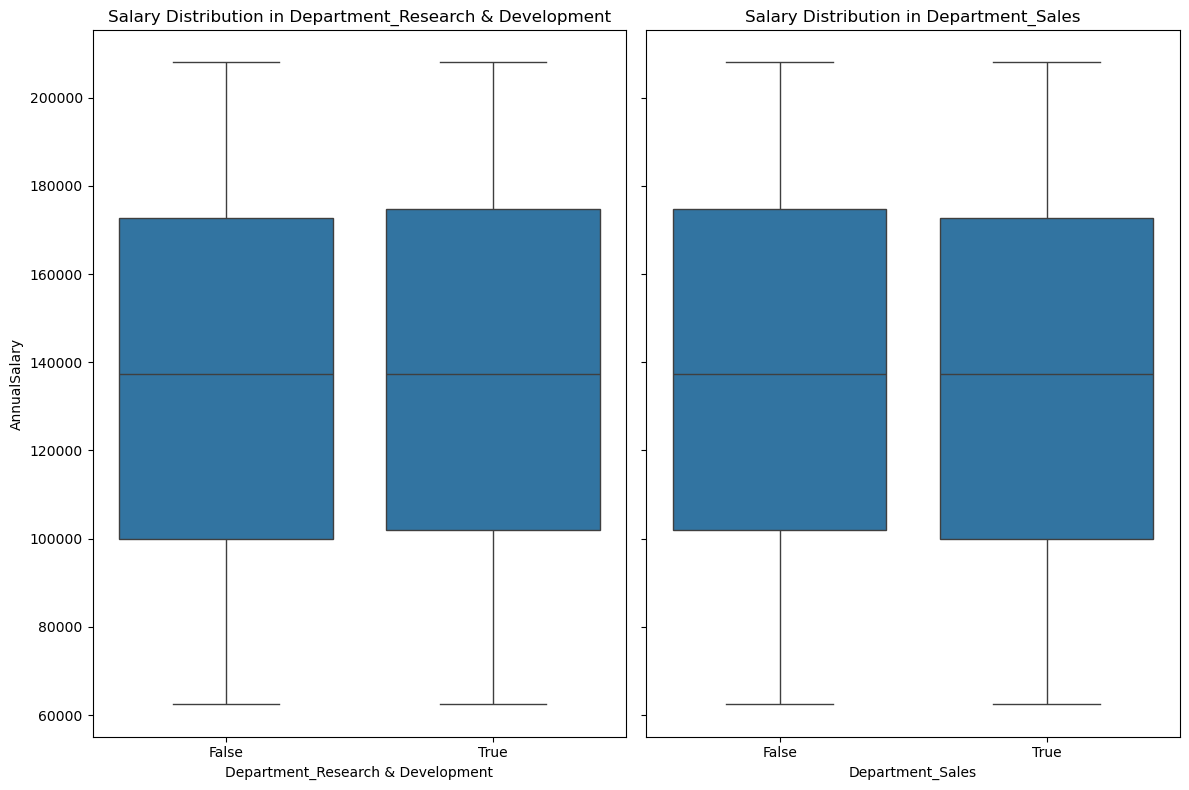 Salary Distribution in Department_Research & Development
Salary Distribution in Department_Sales
AnnualSalary
200000
180000
160000
140000
120000
100000
80000
60000
False
True
False
True
Department_Research & Development
Department_Sales